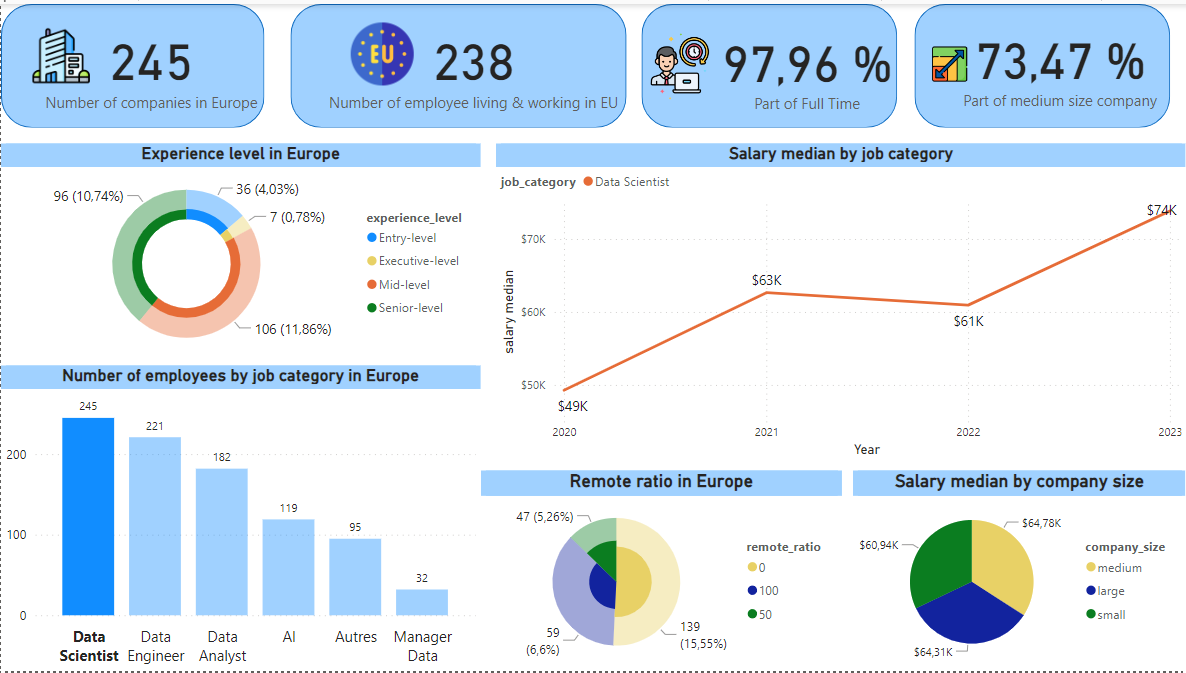 245
Number of companies in Europe
EU
238
Number of employee living & working in EU
97,96 %
Part of Full Time
73,47 %
Part of medium size company
Experience level in Europe
96 (10,74%)
36 (4,03%)
7 (0,78%)
106 (11,86%)
experience_level
Entry-level
Executive-level
Mid-level
Senior-level
Salary median by job category
job_category
Data Scientist
salary median
$70K
$60K
$50K
$49K
$63K
$61K
$74K
2020
2021
2022
2023
Year
Number of employees by job category in Europe
200
100
0
245
221
182
119
95
32
Data
Scientist
Data
Engineer
Data
Analyst
AI
Autres
Manager
Data
Remote ratio in Europe
47 (5,26%)
59
(6,6%)
139
(15,55%)
remote_ratio
0
100
50
Salary median by company size
$64,78K
$60,94K
$64,31K
company_size
medium
large
small